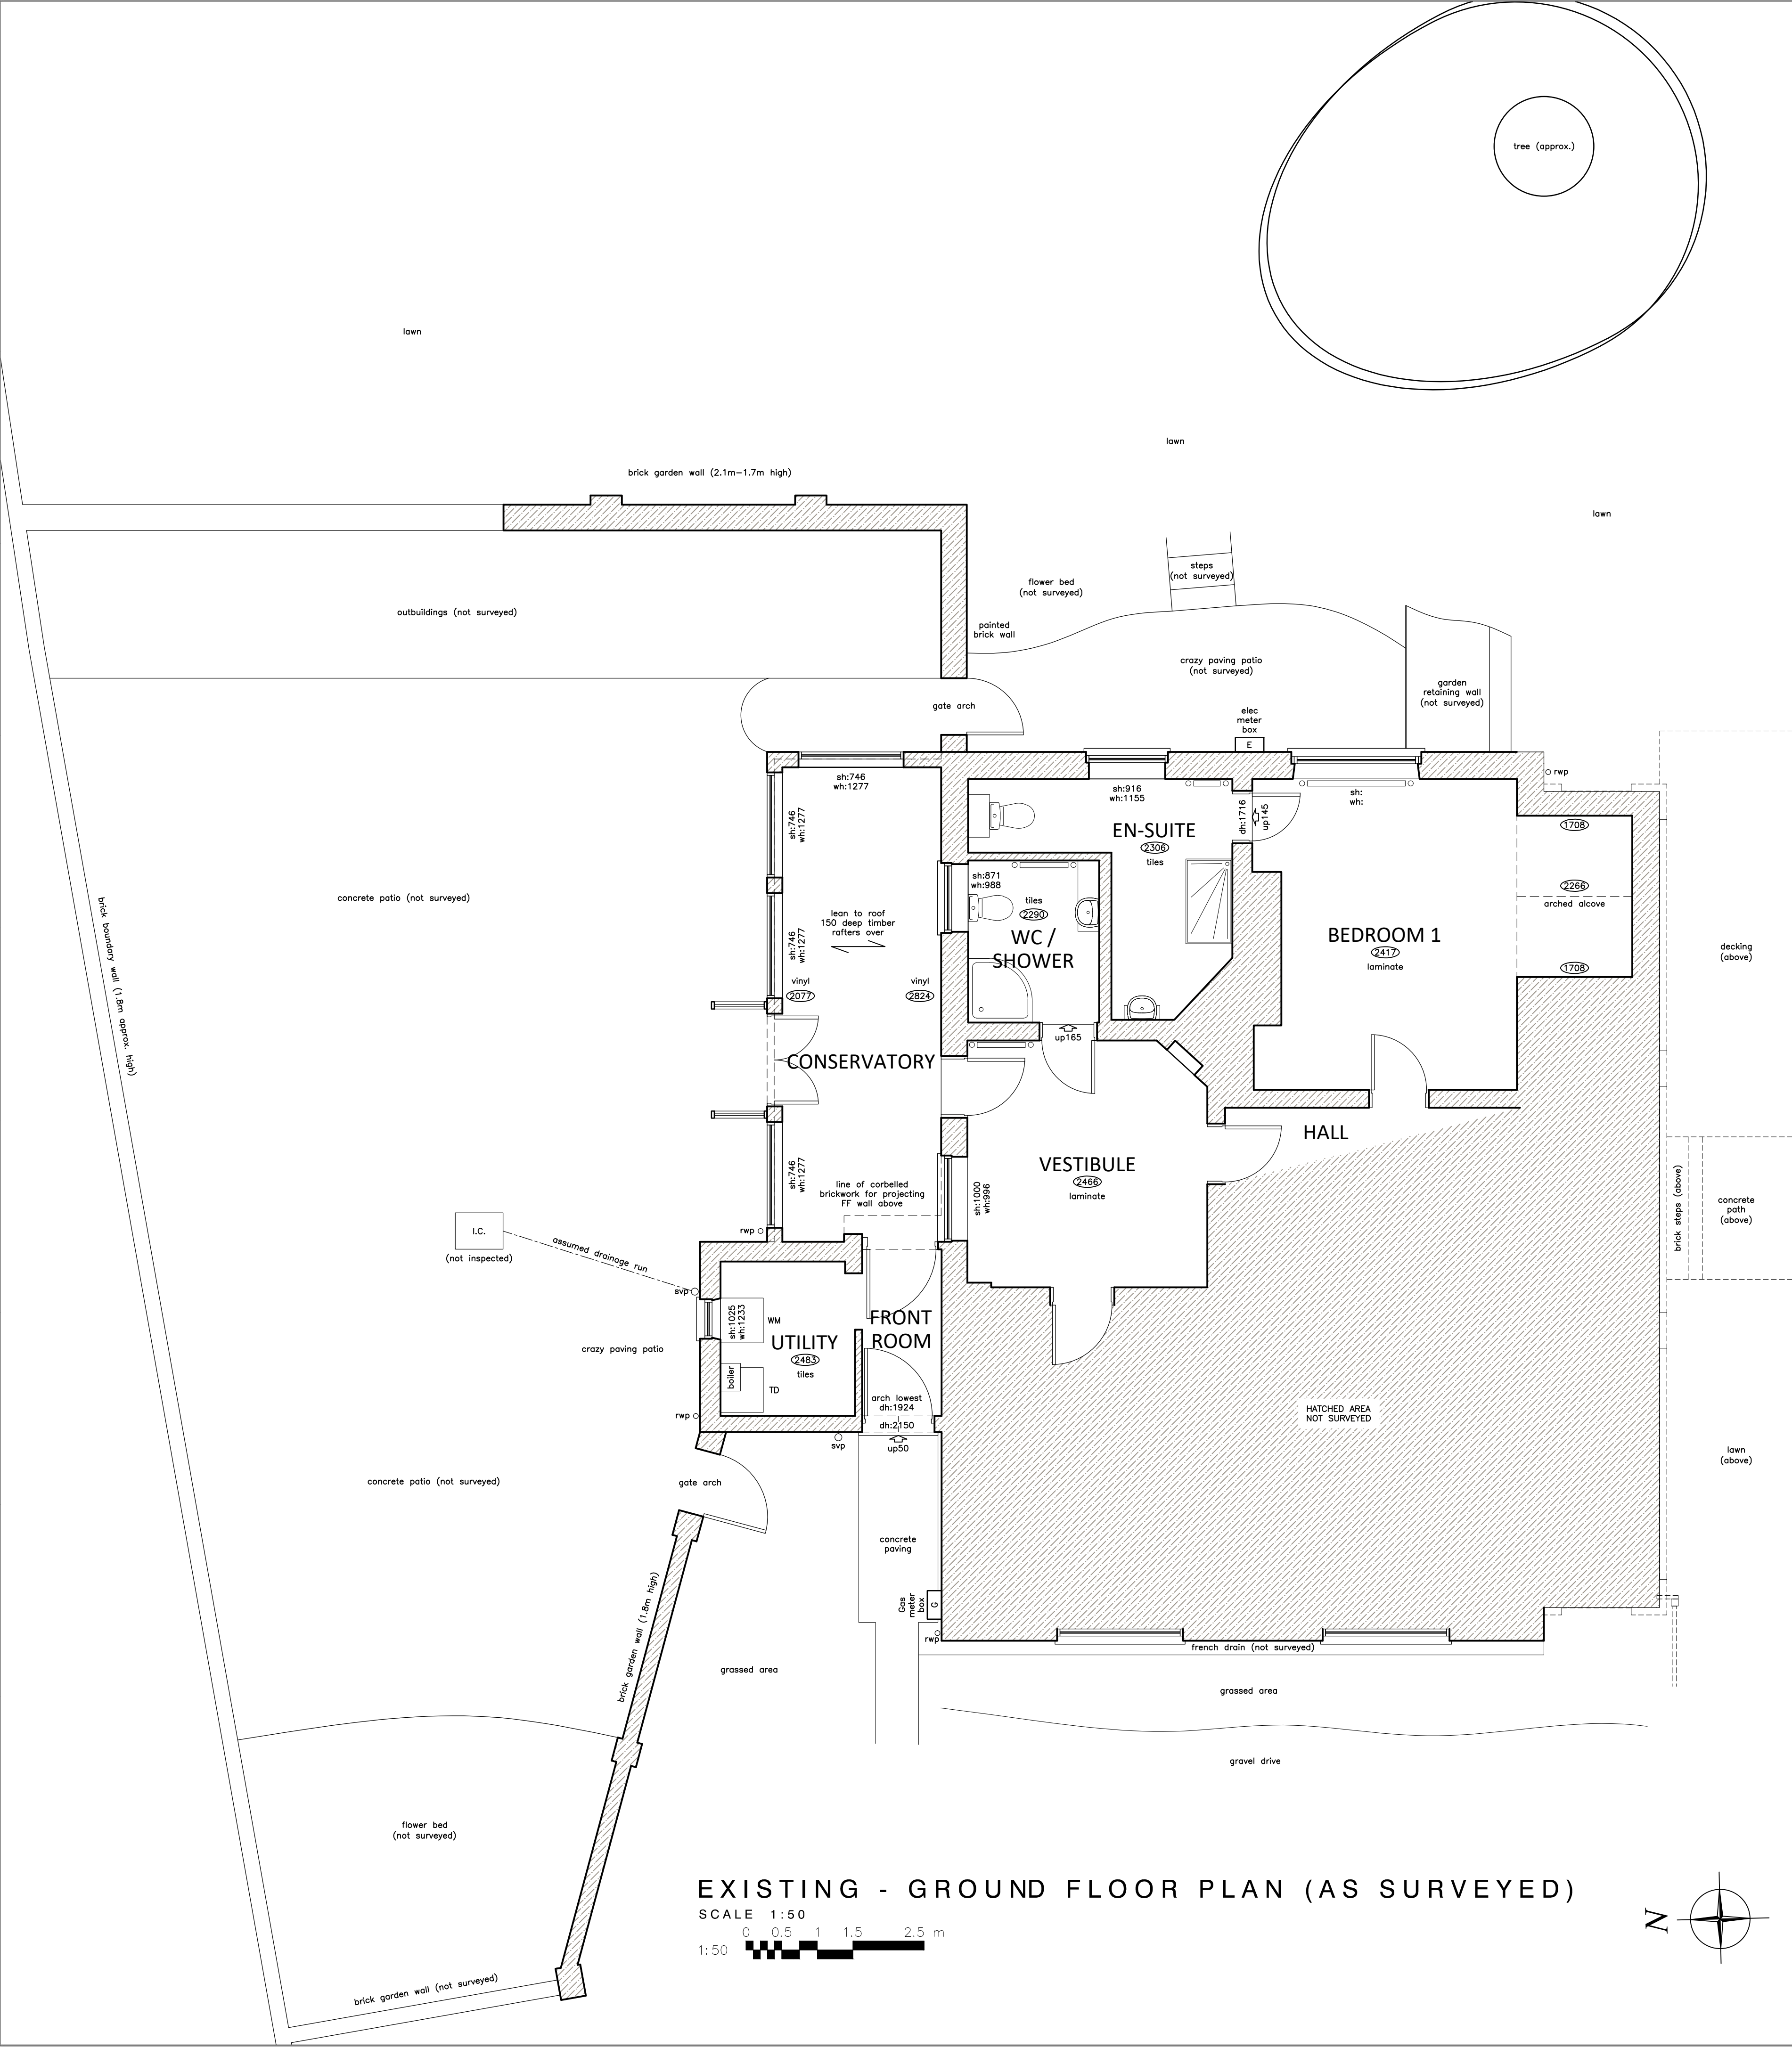 tree (approx.)
lawn
lawn
brick garden wall (2.1m-1.7m high)
lawn
steps
(not surveyed)
flower bed
(not surveyed)
outbuildings (not surveyed)
painted
brick wall
crazy paving patio
(not surveyed)
garden
retaining wall
(not surveyed)
gate arch
elec
meter
box
E
rwp
sh:746
wh:1277
sh:916
wh:1155
sh:
wh:
dh:1716
up145
sh:746
wh:1277
EN-SUITE
2306
tiles
1708
sh:871
wh:988
2266
arched alcove
brick boundary wall (1.8m approx. high)
concrete patio (not surveyed)
tiles
2290
lean to roof
150 deep timber
rafters over
WC /
SHOWER
BEDROOM 1
2417
laminate
sh:746
wh:1277
decking
(above)
1708
vinyl
2077
vinyl
2824
up165
CONSERVATORY
HALL
VESTIBULE
2466
laminate
sh:746
wh:1277
line of corbelled
brickwork for projecting
FF wall above
sh:1000
wh:996
brick steps (above)
concrete
path
(above)
rwp
I.C.
(not inspected)
assumed drainage run
svp
sh:1025
wh:1233
WM
FRONT
ROOM
UTILITY
2483
tiles
crazy paving patio
boiler
TD
arch lowest
dh:1924
dh:2150
up50
rwp
svp
HATCHED AREA
NOT SURVEYED
lawn
(above)
concrete patio (not surveyed)
gate arch
concrete
paving
Gas
meter
box
G
rwp
brick garden wall (1.8m high)
french drain (not surveyed)
grassed area
grassed area
gravel drive
flower bed
(not surveyed)
brick garden wall (not surveyed)
EXISTING - GROUND FLOOR PLAN (AS SURVEYED)
SCALE 1:50
0 0.5 1 1.5 2.5 m
1:50
N